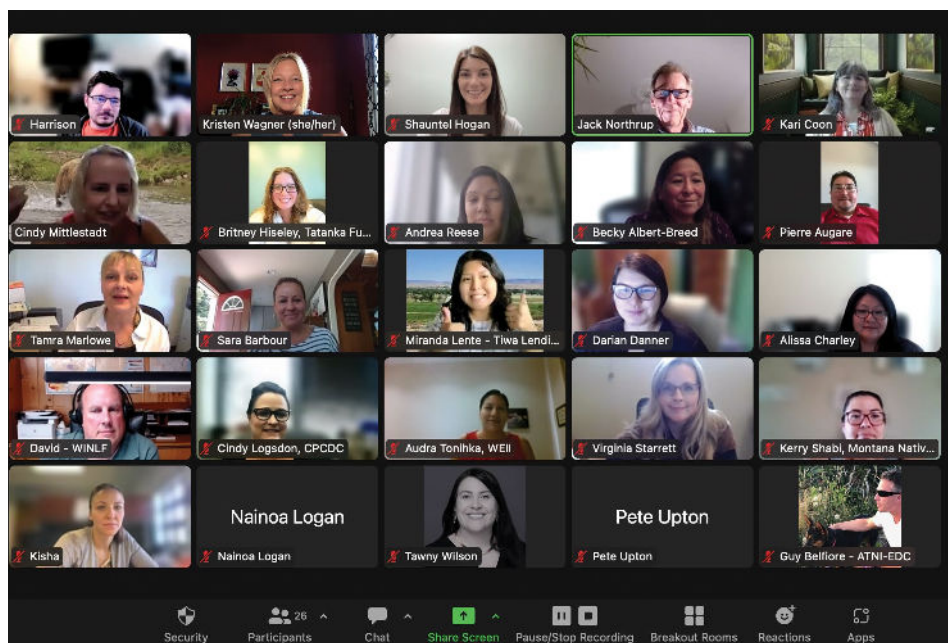 Harrison
Kristen Wagner (she/her)
Shauntel Hogan
Jack Northrup
Kari Coon
Cindy Mittlestadt
Britney Hiseley, Tatanka Fu...
Andrea Reese
Becky Albert-Breed
Pierre Augare
Tamra Marlowe
Sara Barbour
Miranda Lente - Tiwa Lendi...
Darian Danner
Alissa Charley
David - WINLF
Cindy Logsdon, CPCDC
Audra Tonihka, WEII
Virginia Starrett
Kerry Shabi, Montana Nativ...
Kisha
Nainoa Logan
Nainoa Logan
Tawny Wilson
Pete Upton
Pete Upton
Guy Belfiore - ATNI-EDC
26
Security
Participants
Chat
Share Screen
Pause/Stop Recording
Breakout Rooms
Reactions
Apps